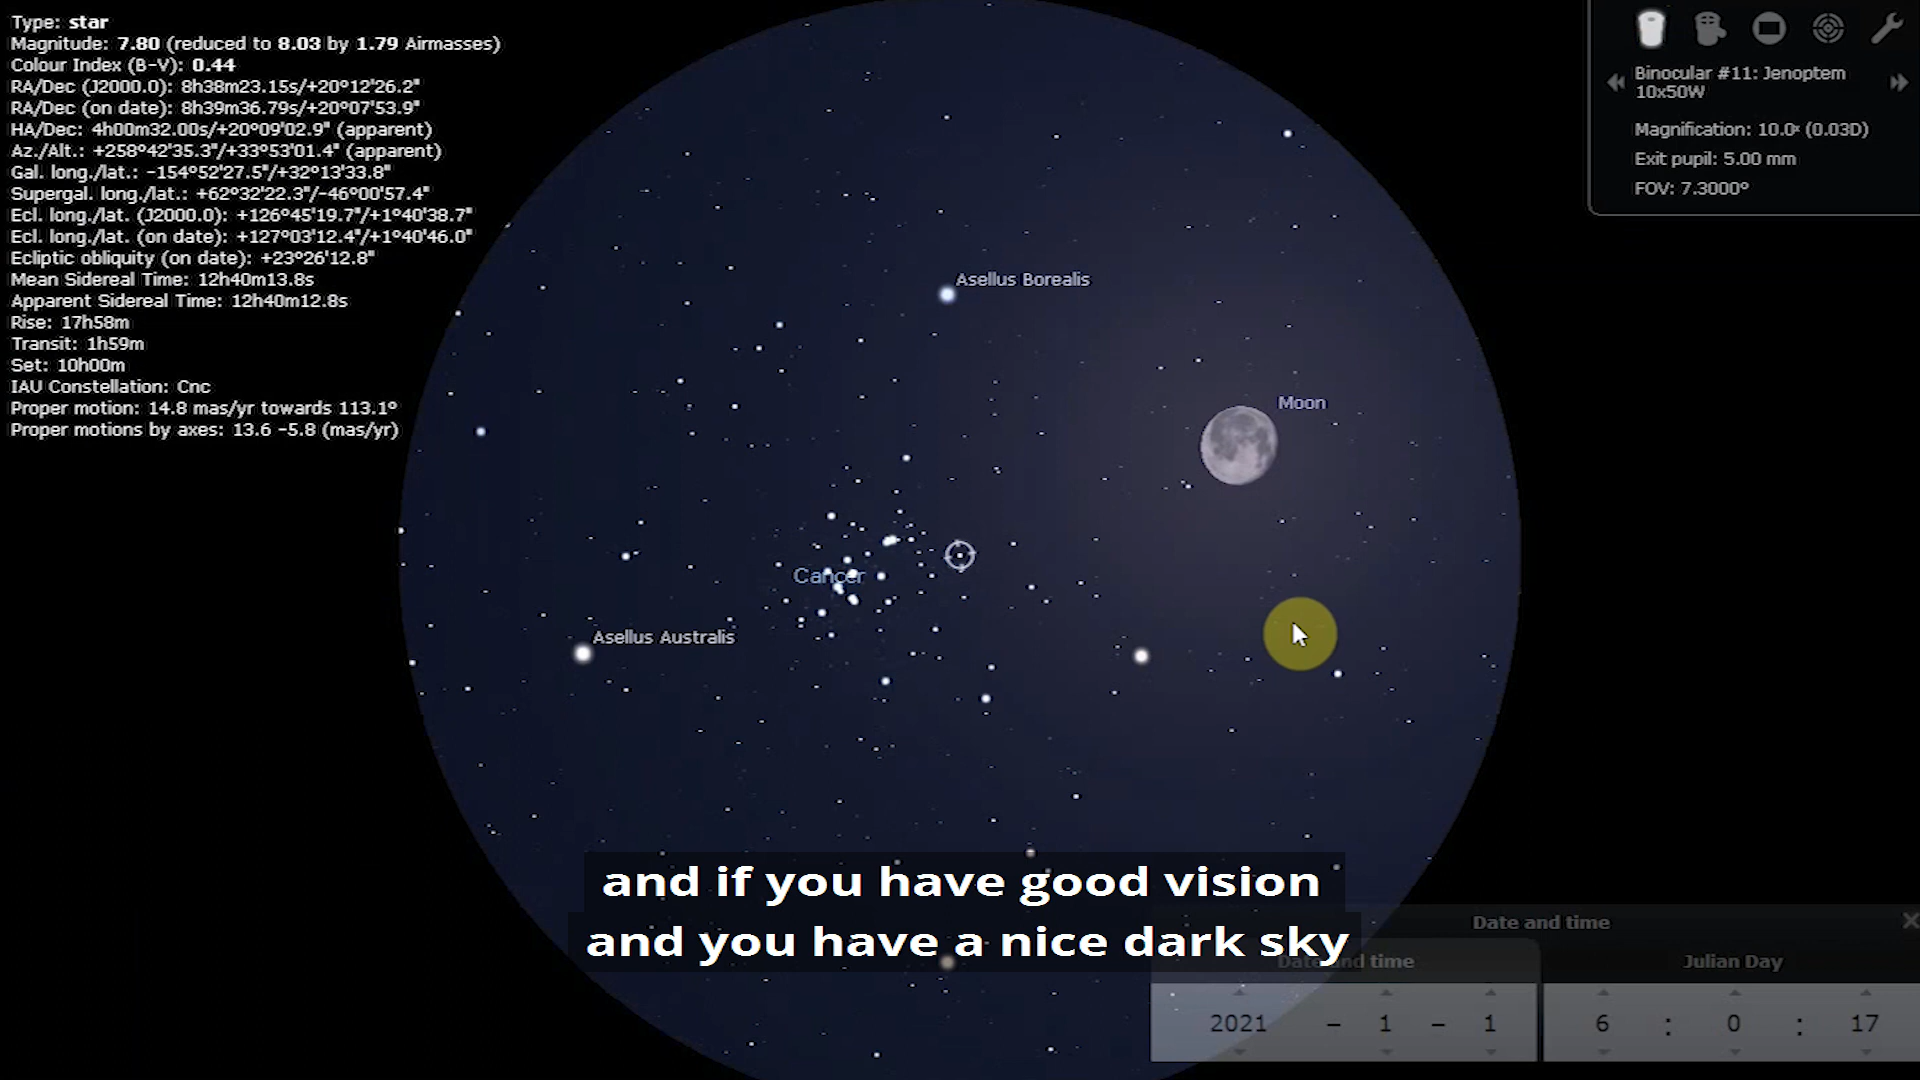 Type: star
Magnitude: 7.80 (reduced to 8.03 by 1.79 Airmasses)
Colour Index (B-V): 0.44
RA/Dec (J2000.0): 8h38m23.15s/+20°12'26.2"
RA/Dec (on date): 8h39m36.79s/+20°07'53.9"
HA/Dec: 4h00m32.00s/+20°09'02.9" (apparent)
Az./Alt.: +258°42'35.3"/+33°53'01.4" (apparent)
Gal. long./lat.: -154°52'27.5"/+32°13'33.8"
Supergal. long./lat.: +62°32'22.3"/-46°00'57.4"
Ecl. long./lat. (J2000.0): +126°45'19.7"/+1°40'38.7"
Ecl. long./lat. (on date): +127°03'12.4"/+1°40'46.0"
Ecliptic obliquity (on date): +23°26'12.8"
Mean Sidereal Time: 12h40m13.8s
Apparent Sidereal Time: 12h40m12.8s
Rise: 17h58m
Transit: 1h59m
Set: 10h00m
IAU Constellation: Cnc
Proper motion: 14.8 mas/yr towards 113.1°
Proper motions by axes: 13.6 -5.8 (mas/yr)
Binocular #11: Jenoptem
10x50W
Magnification: 10.0× (0.03D)
Exit pupil: 5.00 mm
FOV: 7.3000°
Asellus Borealis
Moon
Cancer
Asellus Australis
and if you have good vision
and you have a nice dark sky
Date and time
Date and time
Julian Day
2021 – 1 – 1
6 : 0 : 17